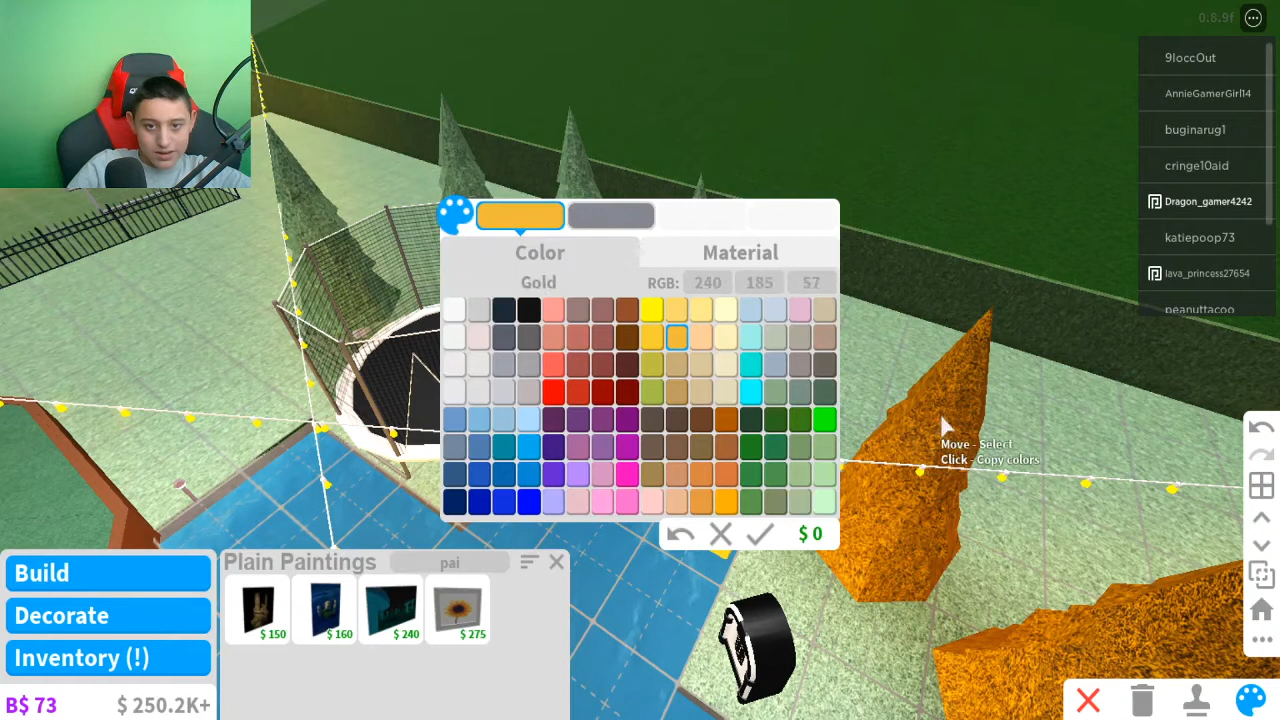 0.8.9f
9IoccOut
AnnieGamerGirl14
buginarug1
cringe10aid
Dragon_gamer4242
katiepoop73
lava_princess27654
peanuttacoo
Color
Material
Gold
RGB: 240 185 57
Move - Select
Click - Copy colors
$ 0
Plain Paintings
pai
$ 150
$ 160
$ 240
$ 275
Build
Decorate
Inventory (!)
B$ 73
$ 250.2K+